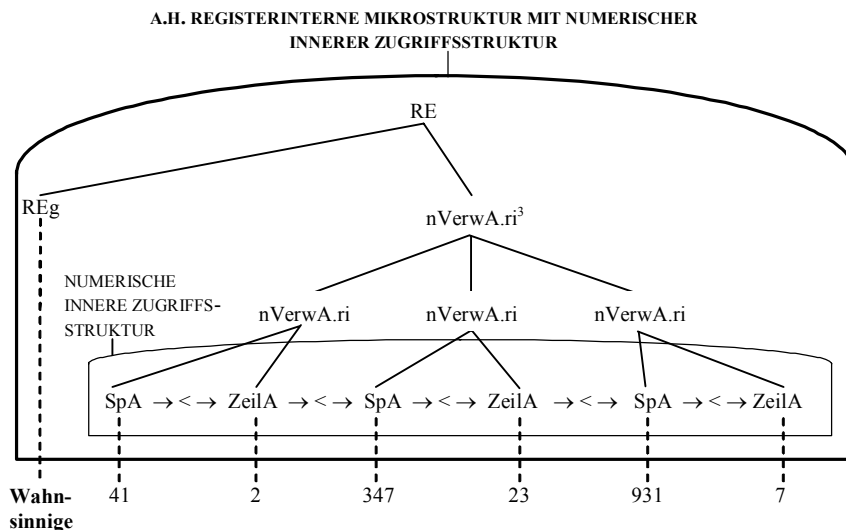 A.H. REGISTERINTERNE MIKROSTRUKTUR MIT NUMERISCHER
INNERER ZUGRIFFSSTRUKTUR
RE
REg
nVerwA.ri³
NUMERISCHE
INNERE ZUGRIFFS-
STRUKTUR
nVerwA.ri nVerwA.ri nVerwA.ri
SpA → < → ZeilA → < → SpA → < → ZeilA → < → SpA → < → ZeilA
Wahn-
sinnige
41 2 347 23 931 7